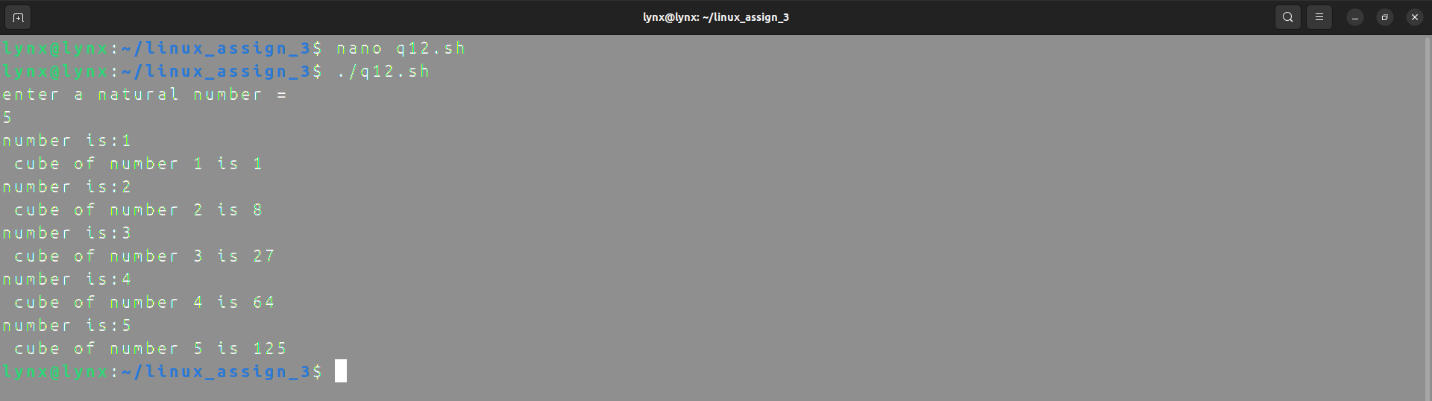 lynx@lynx: ~/linux_assign_3
lynx@lynx:~/linux_assign_3$ nano q12.sh
lynx@lynx:~/linux_assign_3$ ./q12.sh
enter a natural number =
5
number is:1
 cube of number 1 is 1
number is:2
 cube of number 2 is 8
number is:3
 cube of number 3 is 27
number is:4
 cube of number 4 is 64
number is:5
 cube of number 5 is 125
lynx@lynx:~/linux_assign_3$